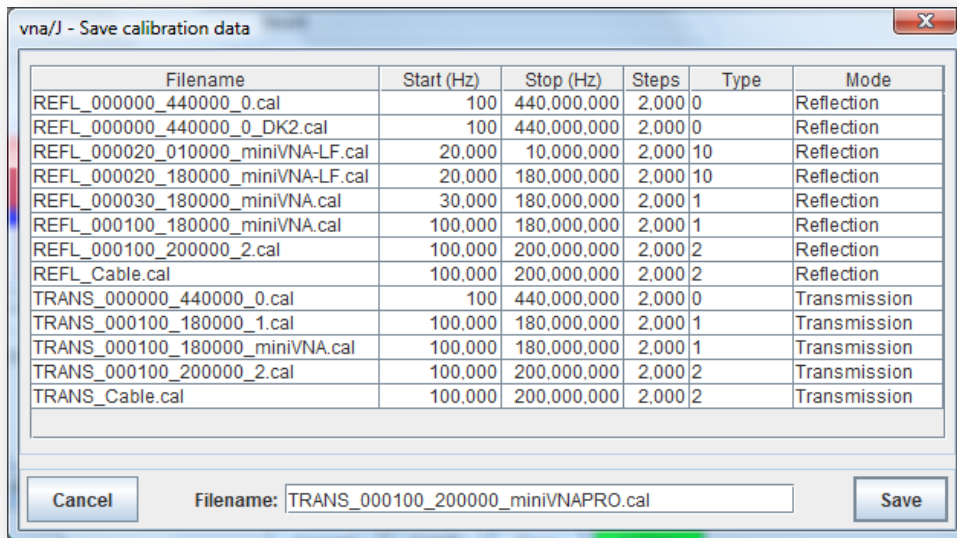 vna/J - Save calibration data
Filename Start (Hz) Stop (Hz) Steps Type Mode
REFL_000000_440000_0.cal 100 440,000,000 2,000 0 Reflection
REFL_000000_440000_0_DK2.cal 100 440,000,000 2,000 0 Reflection
REFL_000020_010000_miniVNA-LF.cal 20,000 10,000,000 2,000 10 Reflection
REFL_000020_180000_miniVNA-LF.cal 20,000 180,000,000 2,000 10 Reflection
REFL_000030_180000_miniVNA.cal 30,000 180,000,000 2,000 1 Reflection
REFL_000100_180000_miniVNA.cal 100,000 180,000,000 2,000 1 Reflection
REFL_000100_200000_2.cal 100,000 200,000,000 2,000 2 Reflection
REFL_Cable.cal 100,000 200,000,000 2,000 2 Reflection
TRANS_000000_440000_0.cal 100 440,000,000 2,000 0 Transmission
TRANS_000100_180000_1.cal 100,000 180,000,000 2,000 1 Transmission
TRANS_000100_180000_miniVNA.cal 100,000 180,000,000 2,000 1 Transmission
TRANS_000100_200000_2.cal 100,000 200,000,000 2,000 2 Transmission
TRANS_Cable.cal 100,000 200,000,000 2,000 2 Transmission
Cancel Filename: TRANS_000100_200000_miniVNAPRO.cal Save